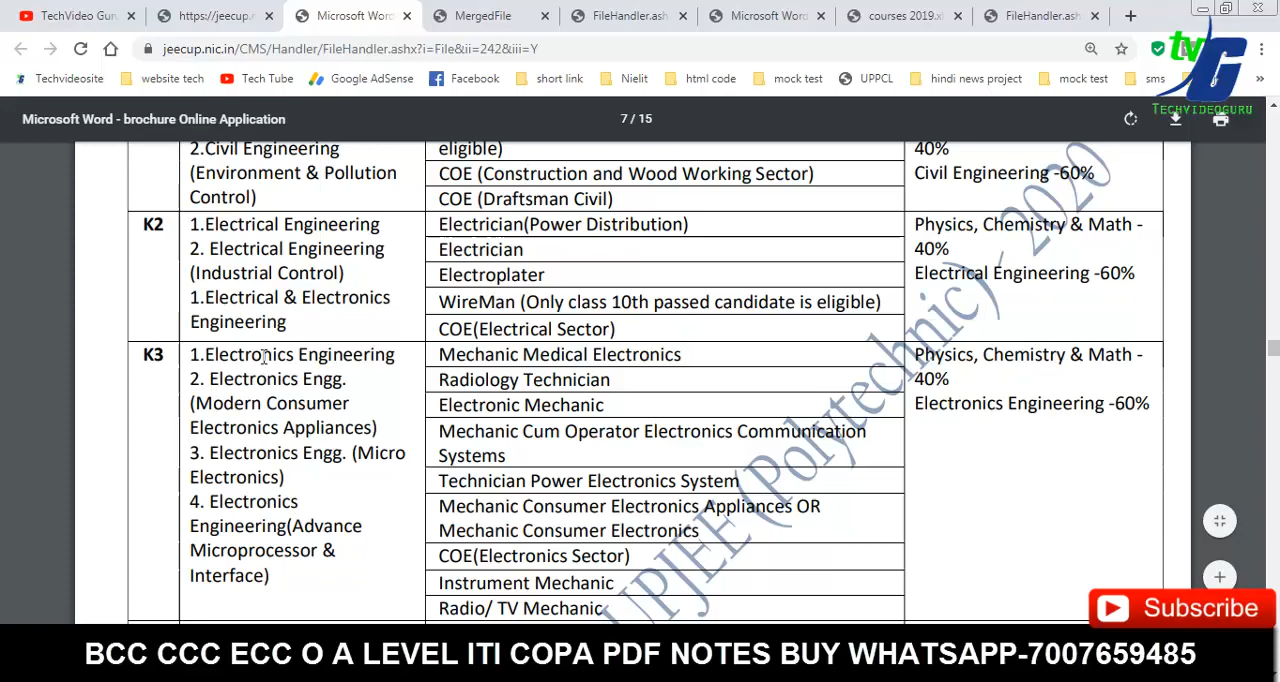 TechVideo Gur
https://jeecup.
Microsoft Word
MergedFile
FileHandler.ash
Microsoft Word
courses 2019.x
FileHandler.ash
jeecup.nic.in/CMS/Handler/FileHandler.ashx?i=File&ii=242&iii=Y
tv
G
TECHVIDEOGURU
Techvideosite
website tech
Tech Tube
Google AdSense
Facebook
short link
Nielit
html code
mock test
UPPCL
hindi news project
mock test
sms
»
Microsoft Word - brochure Online Application
7 / 15
2.Civil Engineering
(Environment & Pollution
Control)
eligible)
COE (Construction and Wood Working Sector)
COE (Draftsman Civil)
40%
Civil Engineering -60%
K2
1.Electrical Engineering
2. Electrical Engineering
(Industrial Control)
1.Electrical & Electronics
Engineering
Electrician(Power Distribution)
Electrician
Electroplater
WireMan (Only class 10th passed candidate is eligible)
COE(Electrical Sector)
Physics, Chemistry & Math -
40%
Electrical Engineering -60%
K3
1.Electronics Engineering
2. Electronics Engg.
(Modern Consumer
Electronics Appliances)
3. Electronics Engg. (Micro
Electronics)
4. Electronics
Engineering(Advance
Microprocessor &
Interface)
Mechanic Medical Electronics
Radiology Technician
Electronic Mechanic
Mechanic Cum Operator Electronics Communication
Systems
Technician Power Electronics System
Mechanic Consumer Electronics Appliances OR
Mechanic Consumer Electronics
COE(Electronics Sector)
Instrument Mechanic
Radio/ TV Mechanic
Physics, Chemistry & Math -
40%
Electronics Engineering -60%
UPJEE (Polytechnic) - 2020
Subscribe
BCC CCC ECC O A LEVEL ITI COPA PDF NOTES BUY WHATSAPP-7007659485